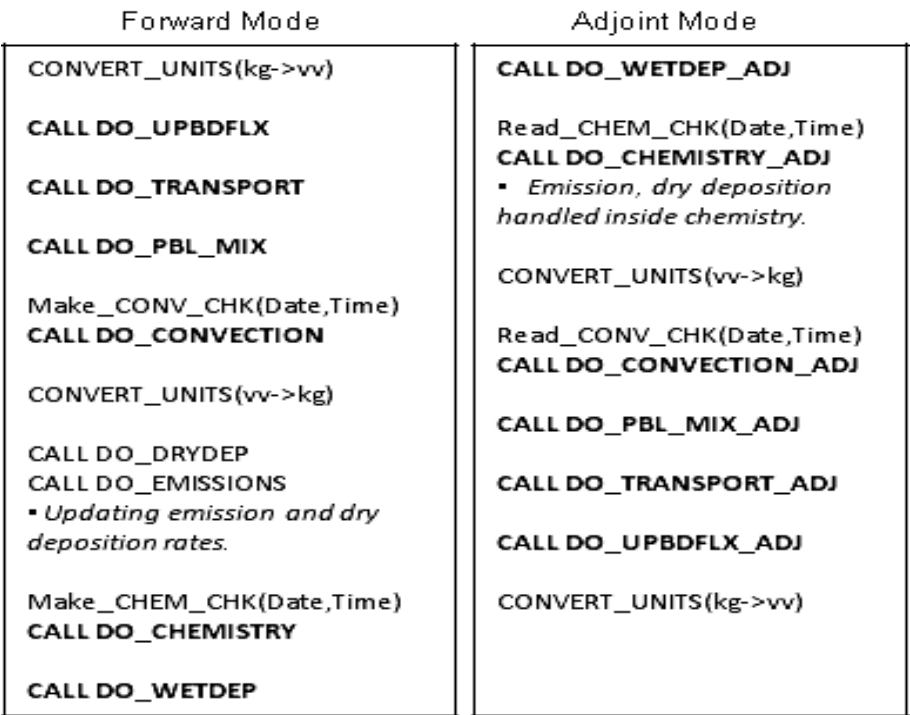 Forward Mode
CONVERT_UNITS(kg->vv)
CALL DO_UPBDFLX
CALL DO_TRANSPORT
CALL DO_PBL_MIX
Make_CONV_CHK(Date,Time)
CALL DO_CONVECTION
CONVERT_UNITS(vv->kg)
CALL DO_DRYDEP
CALL DO_EMISSIONS
▪ Updating emission and dry
deposition rates.
Make_CHEM_CHK(Date,Time)
CALL DO_CHEMISTRY
CALL DO_WETDEP
Adjoint Mode
CALL DO_WETDEP_ADJ
Read_CHEM_CHK(Date,Time)
CALL DO_CHEMISTRY_ADJ
▪ Emission, dry deposition
handled inside chemistry.
CONVERT_UNITS(vv->kg)
Read_CONV_CHK(Date,Time)
CALL DO_CONVECTION_ADJ
CALL DO_PBL_MIX_ADJ
CALL DO_TRANSPORT_ADJ
CALL DO_UPBDFLX_ADJ
CONVERT_UNITS(kg->vv)